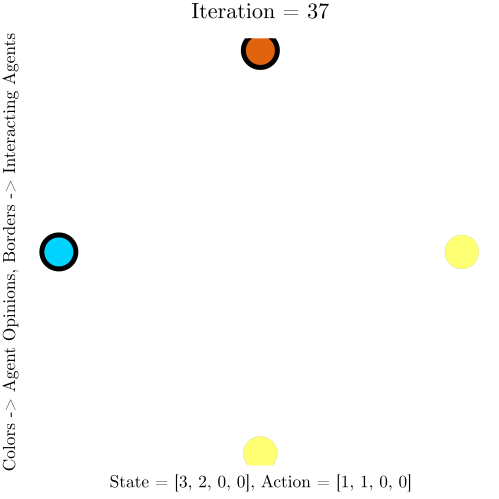 Iteration = 37
Colors -> Agent Opinions, Borders -> Interacting Agents
State = [3, 2, 0, 0], Action = [1, 1, 0, 0]